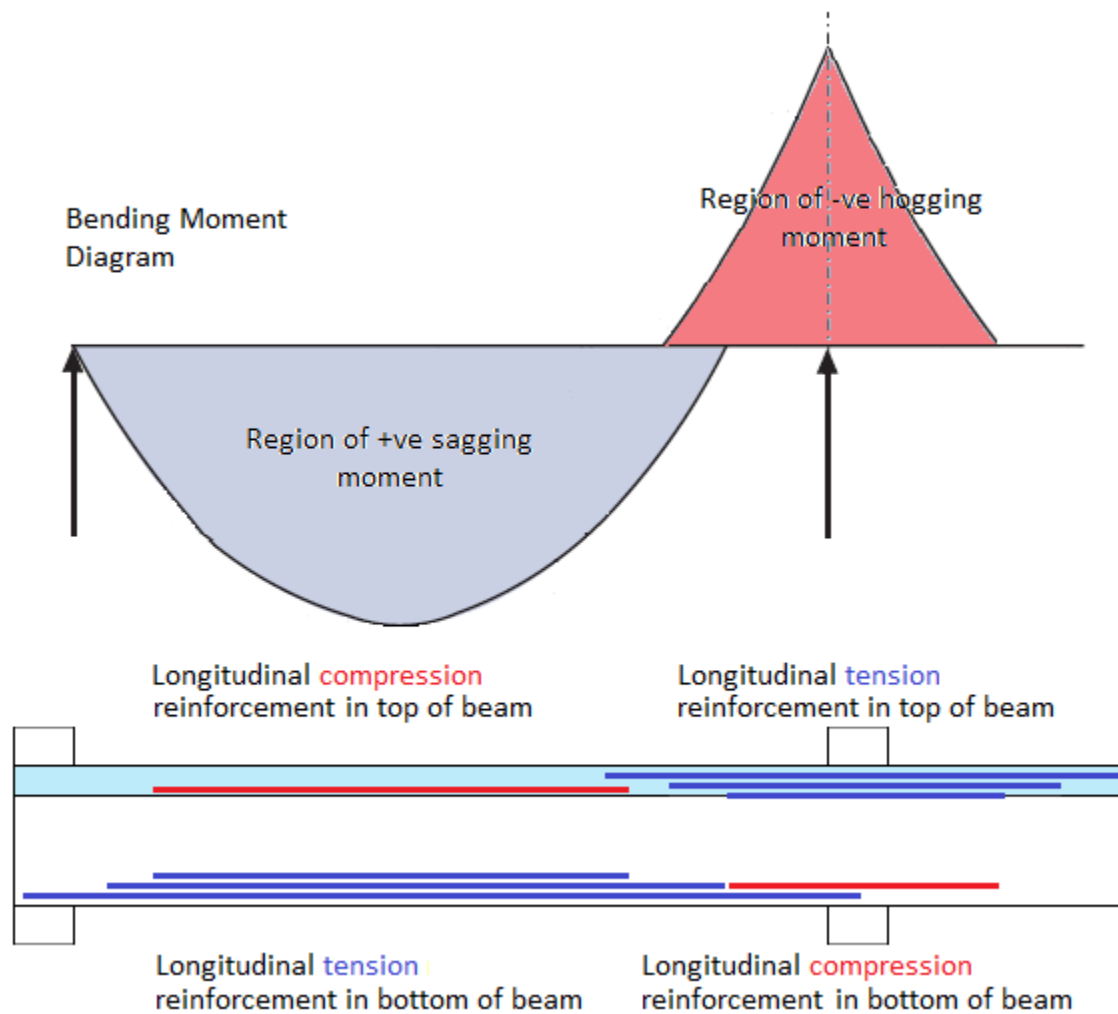 Bending Moment
Diagram
Region of -ve hogging
moment
Region of +ve sagging
moment
Longitudinal compression
reinforcement in top of beam
Longitudinal tension
reinforcement in top of beam
Longitudinal tension
reinforcement in bottom of beam
Longitudinal compression
reinforcement in bottom of beam